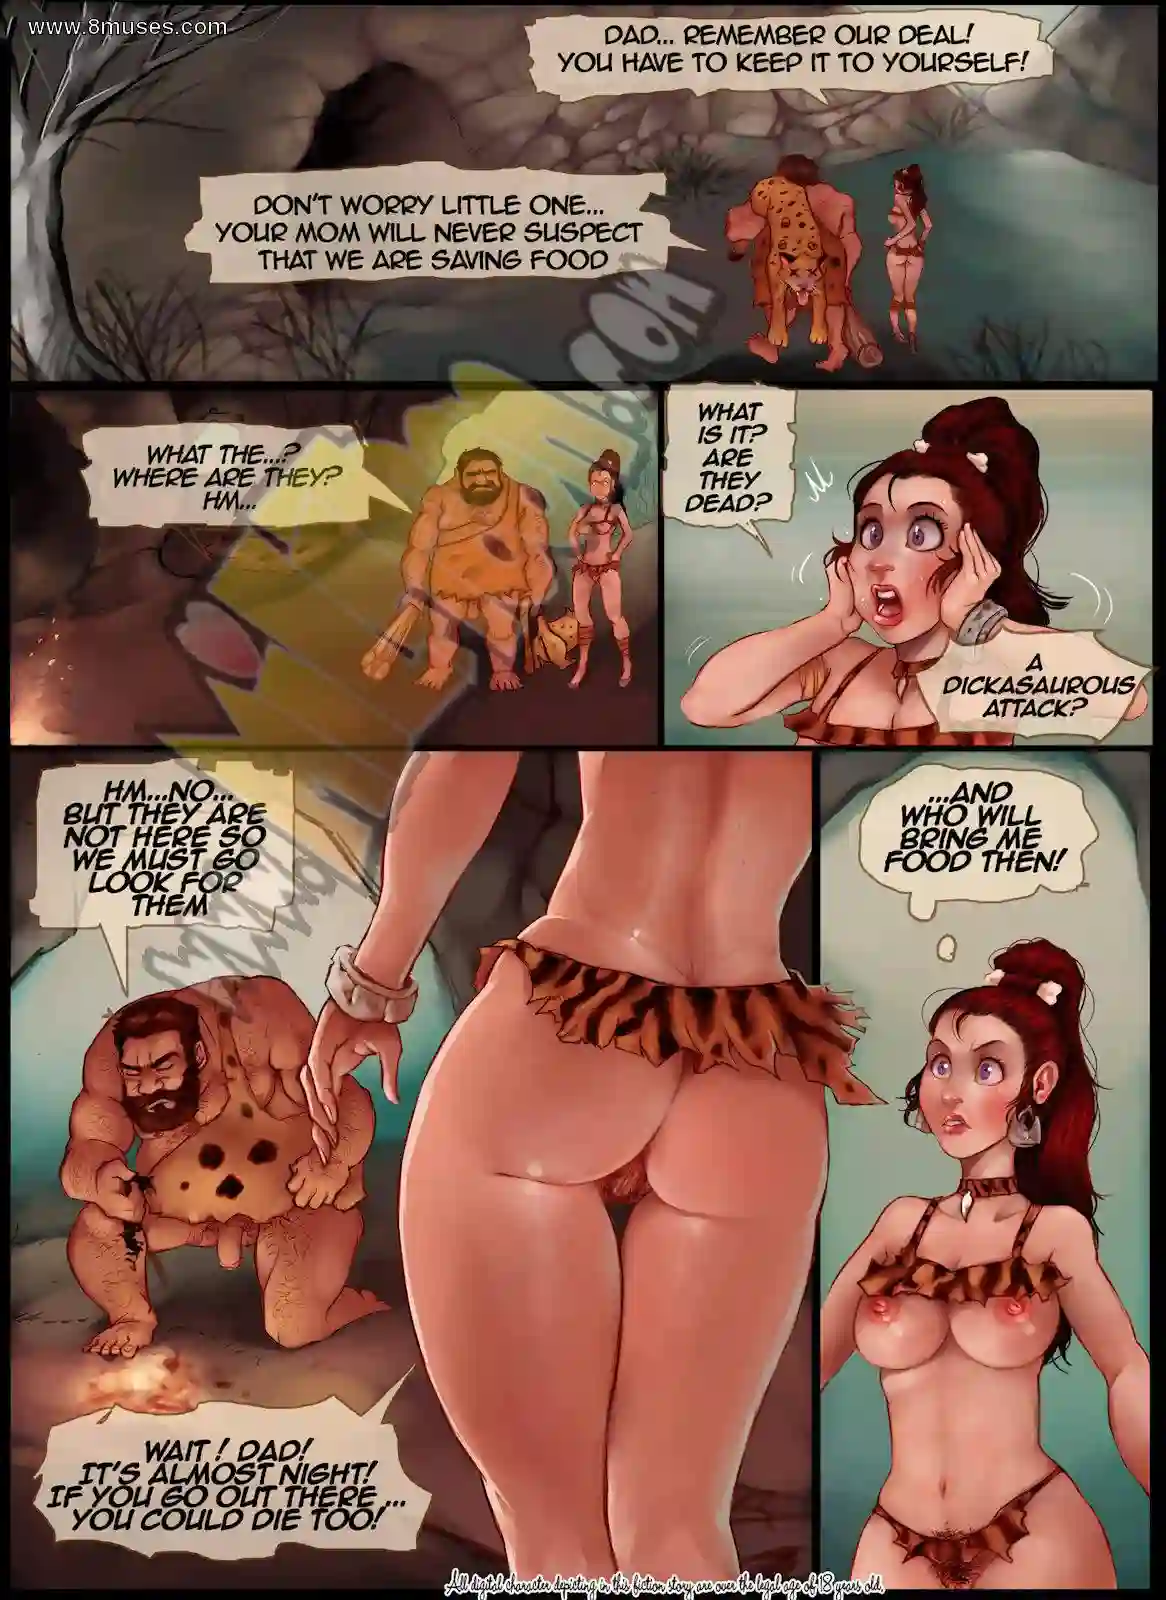 www.8muses.com
DAD... REMEMBER OUR DEAL!
YOU HAVE TO KEEP IT TO YOURSELF!
DON'T WORRY LITTLE ONE...
YOUR MOM WILL NEVER SUSPECT
THAT WE ARE SAVING FOOD
WHAT THE...?
WHERE ARE THEY?
HM...
WHAT
IS IT?
ARE
THEY
DEAD?
A
DICKASAUROUS
ATTACK?
HM...NO...
BUT THEY ARE
NOT HERE SO
WE MUST GO
LOOK FOR
THEM
...AND
WHO WILL
BRING ME
FOOD THEN!
WAIT! DAD!
IT'S ALMOST NIGHT!
IF YOU GO OUT THERE...
YOU COULD DIE TOO!
All digital character depisting in this fiction story are over the legal age of 18 years old.